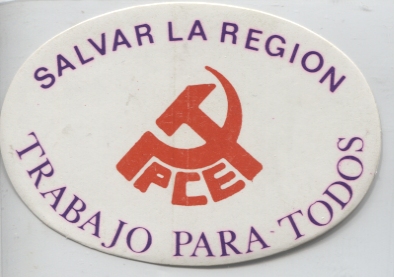 SALVAR LA REGION
PCE
TRABAJO PARA TODOS